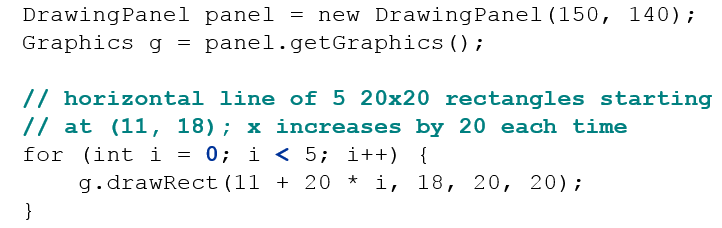 DrawingPanel panel = new DrawingPanel(150, 140);
Graphics g = panel.getGraphics();
// horizontal line of 5 20x20 rectangles starting
// at (11, 18); x increases by 20 each time
for (int i = 0; i < 5; i++) {
g.drawRect(11 + 20 * i, 18, 20, 20);
}